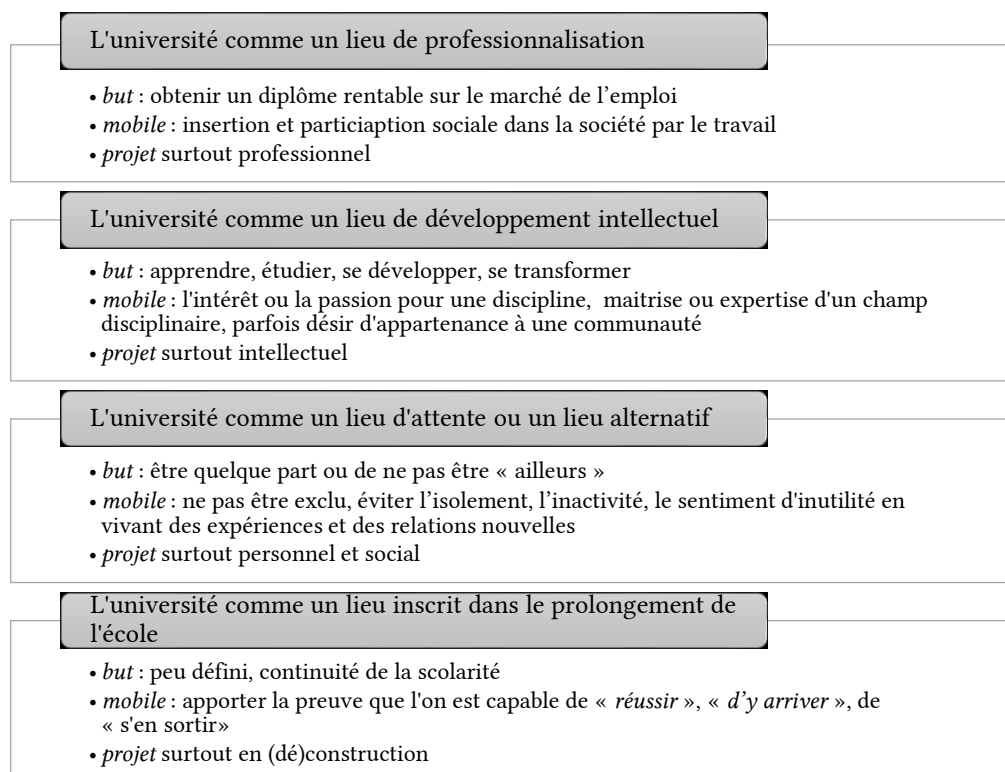 L'université comme un lieu de professionnalisation
• but : obtenir un diplôme rentable sur le marché de l’emploi
• mobile : insertion et particiaption sociale dans la société par le travail
• projet surtout professionnel
L'université comme un lieu de développement intellectuel
• but : apprendre, étudier, se développer, se transformer
• mobile : l'intérêt ou la passion pour une discipline, maitrise ou expertise d'un champ
disciplinaire, parfois désir d'appartenance à une communauté
• projet surtout intellectuel
L'université comme un lieu d'attente ou un lieu alternatif
• but : être quelque part ou de ne pas être « ailleurs »
• mobile : ne pas être exclu, éviter l’isolement, l’inactivité, le sentiment d'inutilité en
vivant des expériences et des relations nouvelles
• projet surtout personnel et social
L'université comme un lieu inscrit dans le prolongement de
l'école
• but : peu défini, continuité de la scolarité
• mobile : apporter la preuve que l'on est capable de « réussir », « d’y arriver », de
« s'en sortir»
• projet surtout en (dé)construction